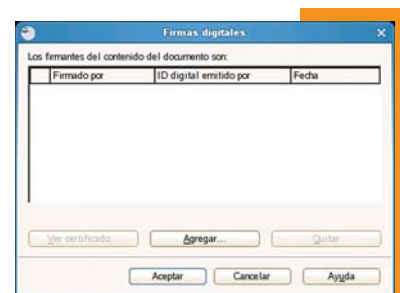 Firmas digitales
Los firmantes del contenido del documento son:
Firmado por ID digital emitido por Fecha
Ver certificado... Agregar... Quitar
Aceptar Cancelar Ayuda